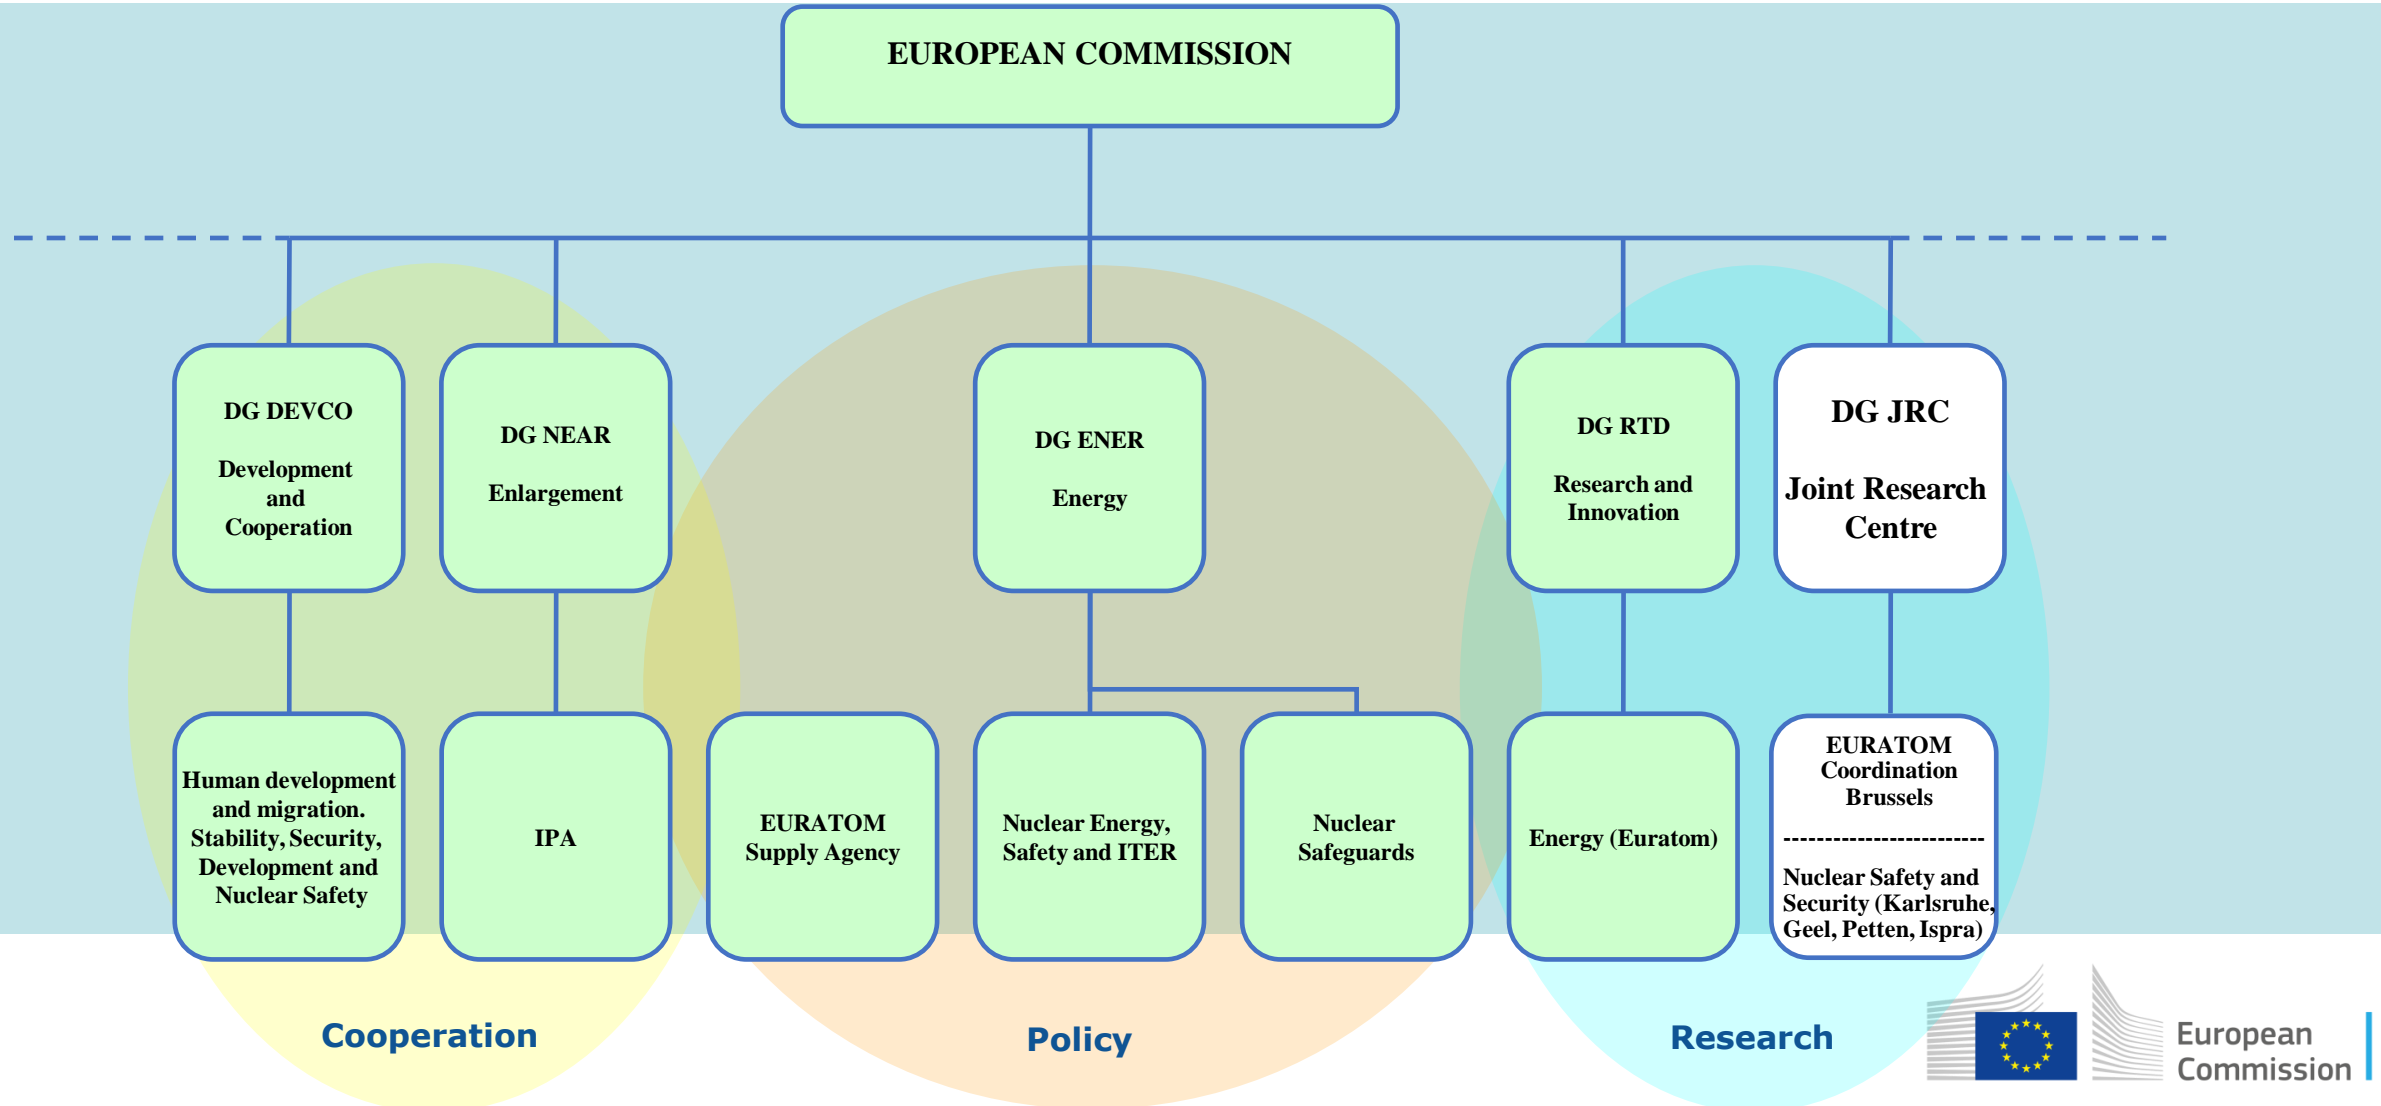 EUROPEAN COMMISSION
DG DEVCO
Development
and
Cooperation
DG NEAR
Enlargement
DG ENER
Energy
DG RTD
Research and
Innovation
DG JRC
Joint Research
Centre
Human development
and migration.
Stability, Security,
Development and
Nuclear Safety
IPA
EURATOM
Supply Agency
Nuclear Energy,
Safety and ITER
Nuclear
Safeguards
Energy (Euratom)
EURATOM
Coordination
Brussels
-------------------------
Nuclear Safety and
Security (Karlsruhe,
Geel, Petten, Ispra)
Cooperation
Policy
Research
European
Commission